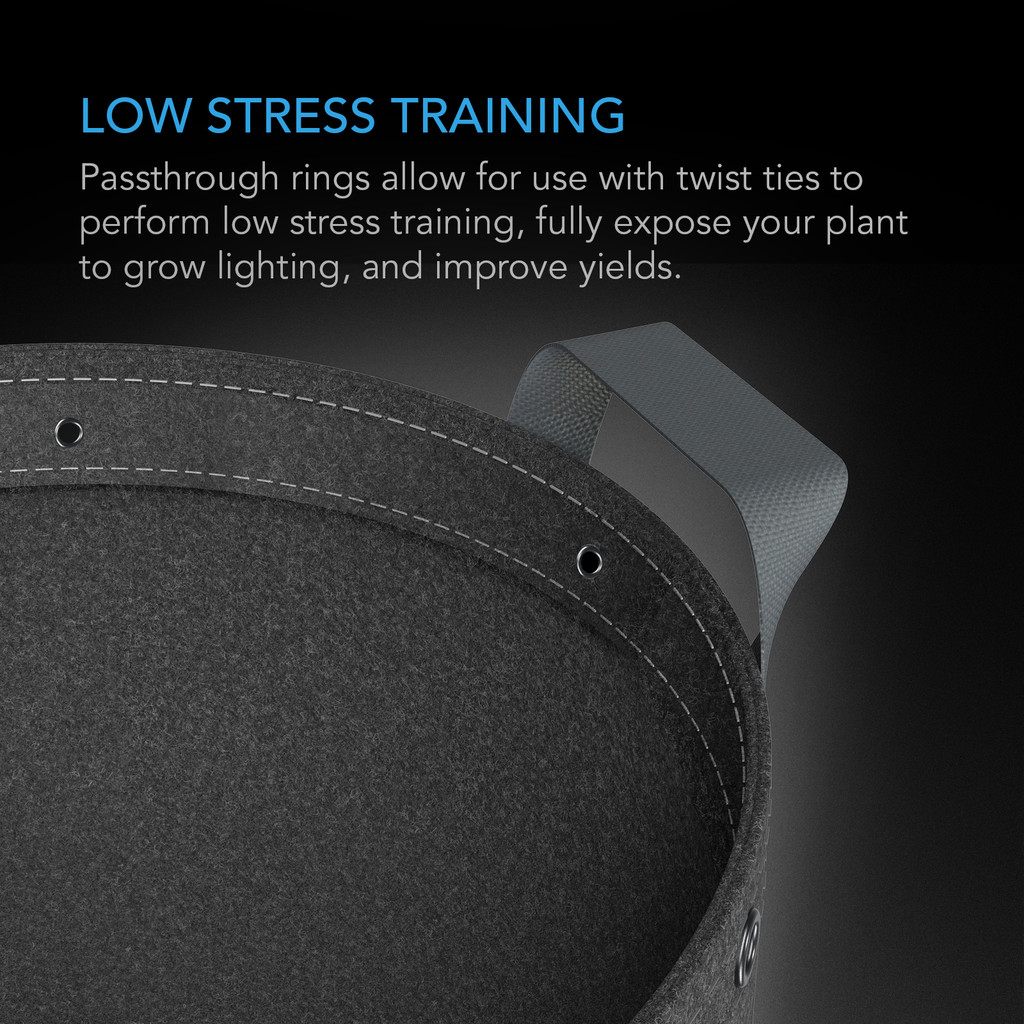 LOW STRESS TRAINING
Passthrough rings allow for use with twist ties to
perform low stress training, fully expose your plant
to grow lighting, and improve yields.